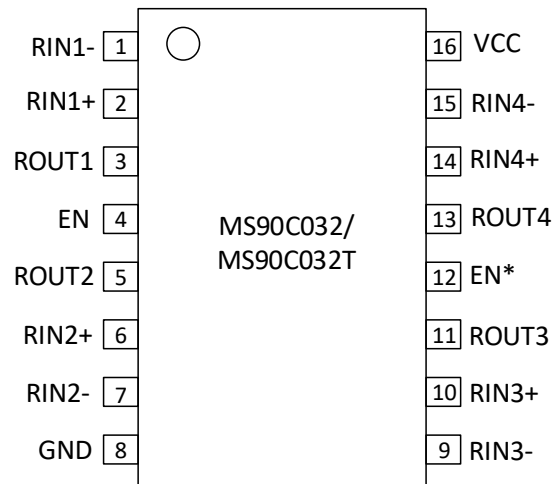 RIN1- 1
RIN1+ 2
ROUT1 3
EN 4
ROUT2 5
RIN2+ 6
RIN2- 7
GND 8
MS90C032/
MS90C032T
16 VCC
15 RIN4-
14 RIN4+
13 ROUT4
12 EN*
11 ROUT3
10 RIN3+
9 RIN3-